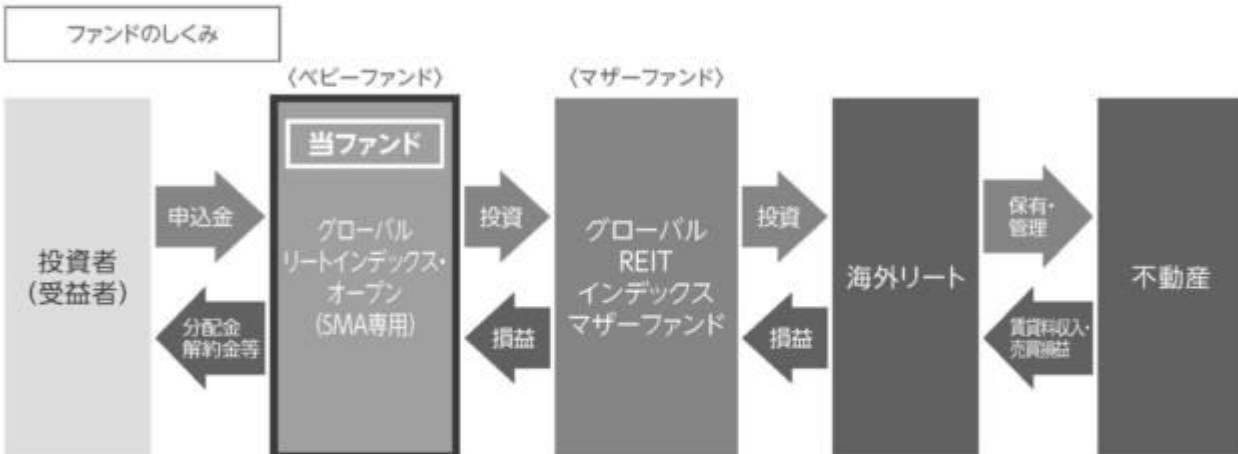 ファンドのしくみ
〈ベビーファンド〉
〈マザーファンド〉
投資者
(受益者)
申込金
分配金
解約金等
当ファンド
グローバル
リートインデックス・
オープン
(SMA専用)
投資
損益
グローバル
REIT
インデックス
マザーファンド
投資
損益
海外リート
保有・
管理
賃貸料収入・
売買損益
不動産